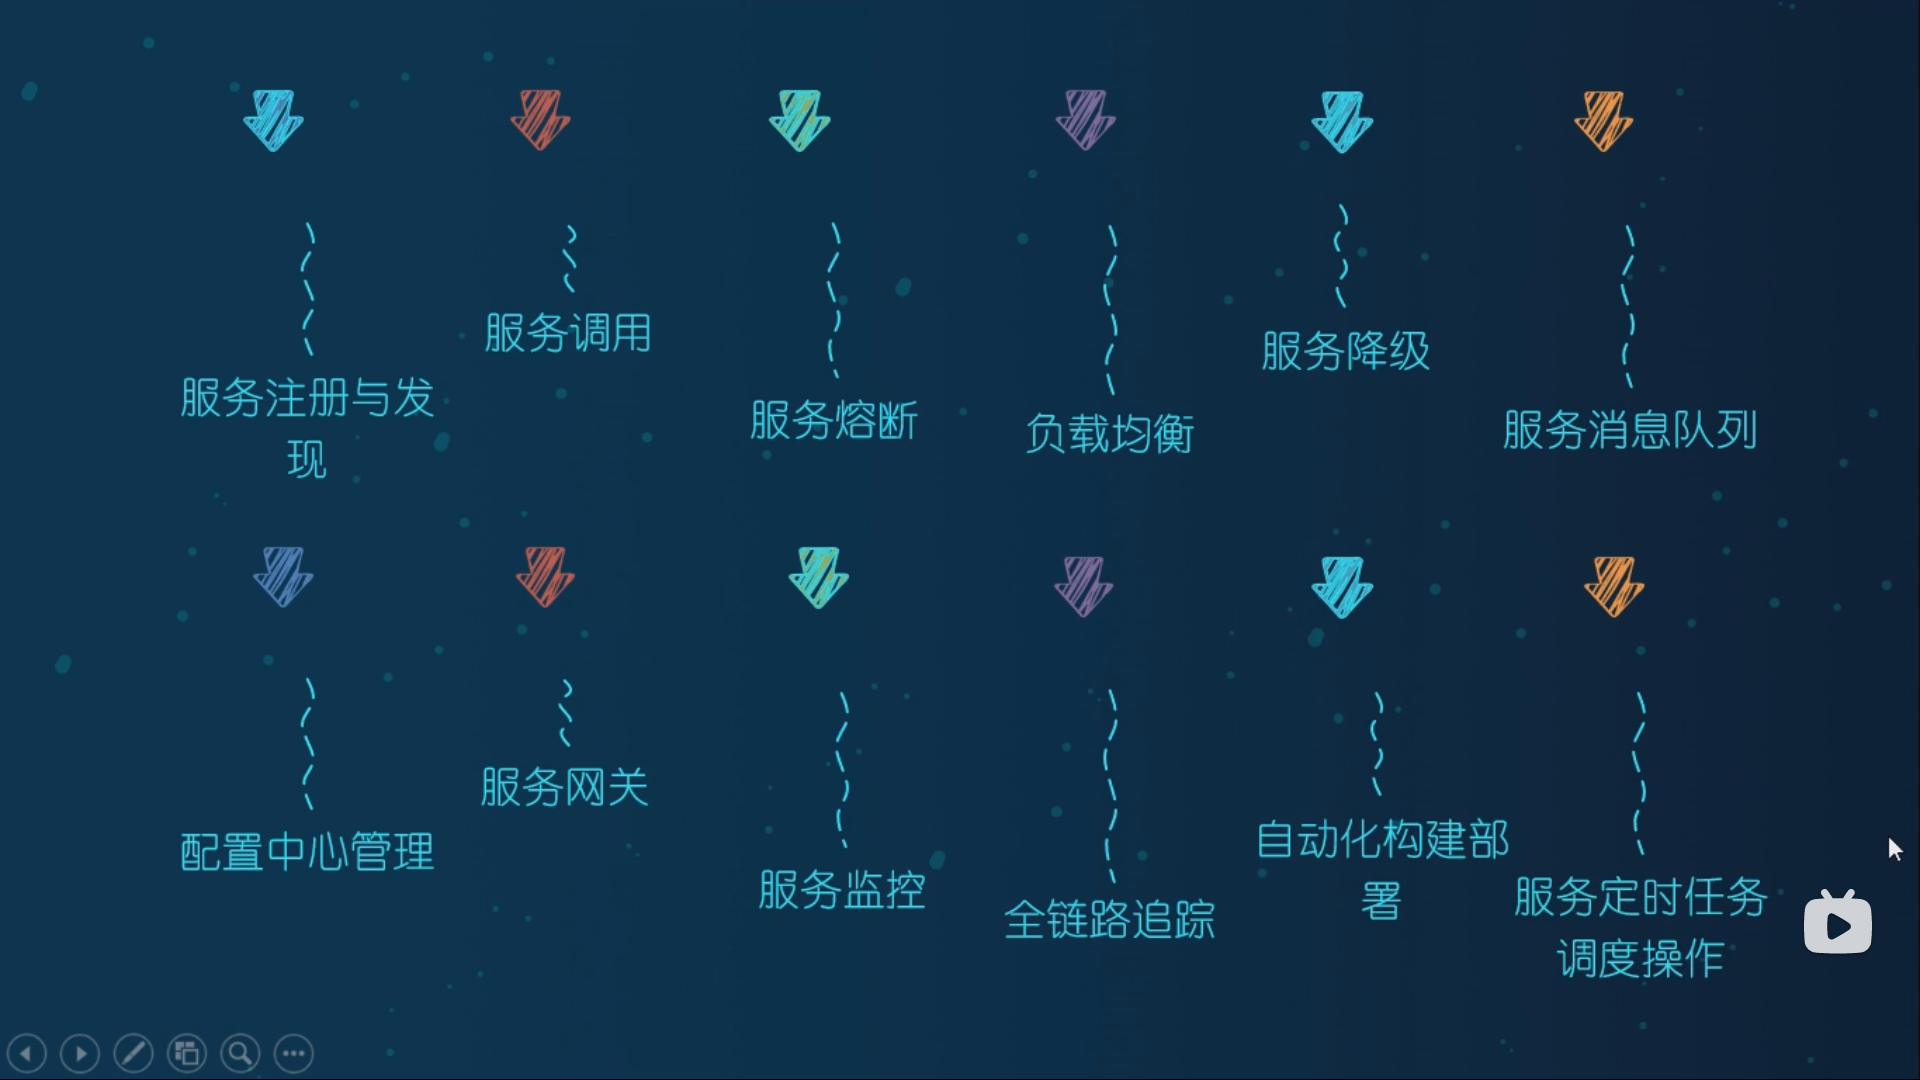 服务注册与发
现
服务调用
服务熔断
负载均衡
服务降级
服务消息队列
配置中心管理
服务网关
服务监控
全链路追踪
自动化构建部
署
服务定时任务
调度操作